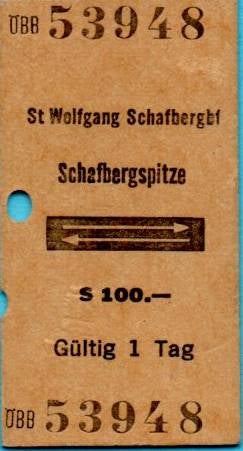 ÖBB 53948
St Wolfgang Schafbergbf
Schafbergspitze
S 100.—
Gültig 1 Tag
ÖBB 53948